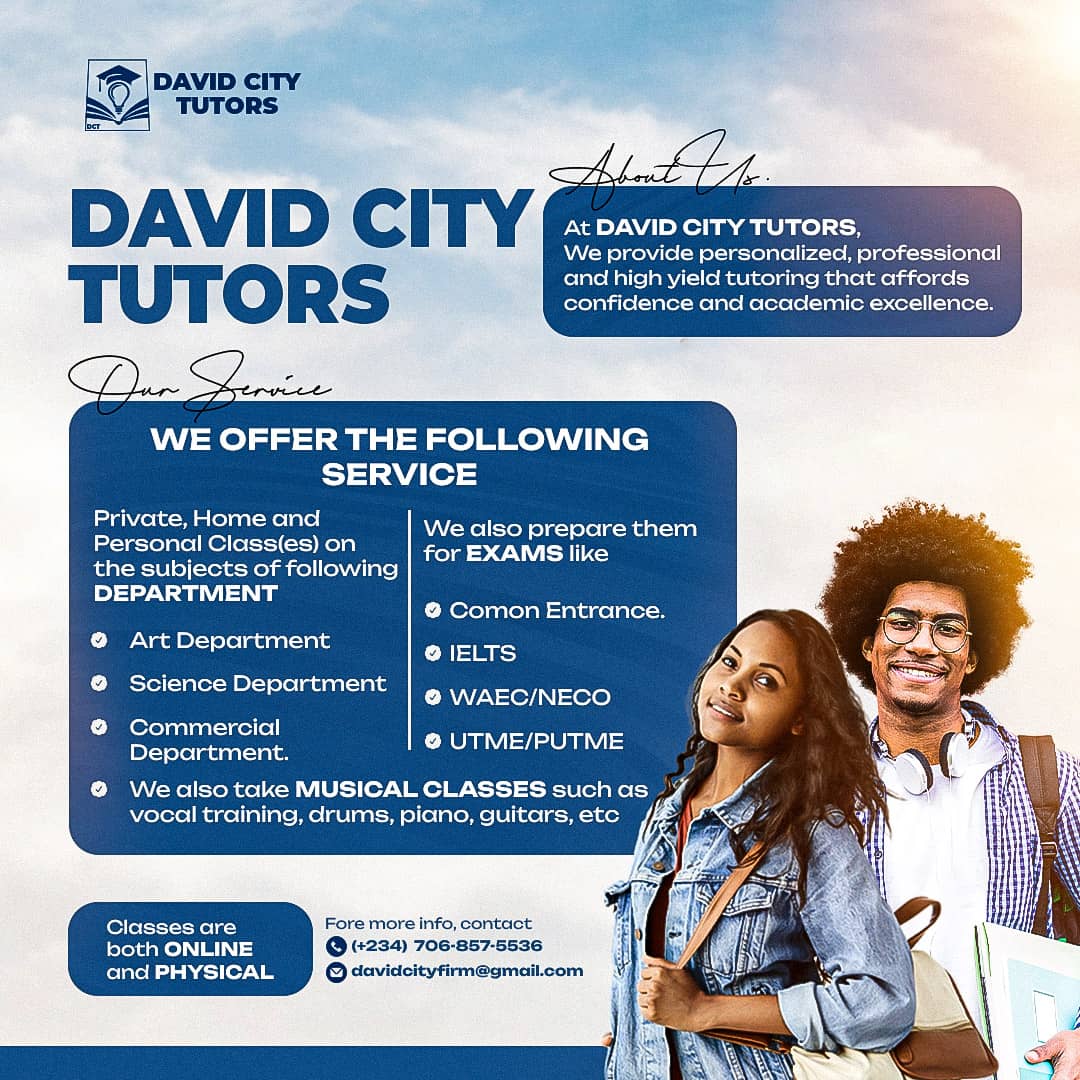 DCT
DAVID CITY
TUTORS
DAVID CITY
TUTORS
About Us.
At DAVID CITY TUTORS,
We provide personalized, professional
and high yield tutoring that affords
confidence and academic excellence.
Our Service
WE OFFER THE FOLLOWING
SERVICE
Private, Home and
Personal Class(es) on
the subjects of following
DEPARTMENT
Art Department
Science Department
Commercial
Department.
We also prepare them
for EXAMS like
Comon Entrance.
IELTS
WAEC/NECO
UTME/PUTME
We also take MUSICAL CLASSES such as
vocal training, drums, piano, guitars, etc
Classes are
both ONLINE
and PHYSICAL
Fore more info, contact
(+234) 706-857-5536
davidcityfirm@gmail.com